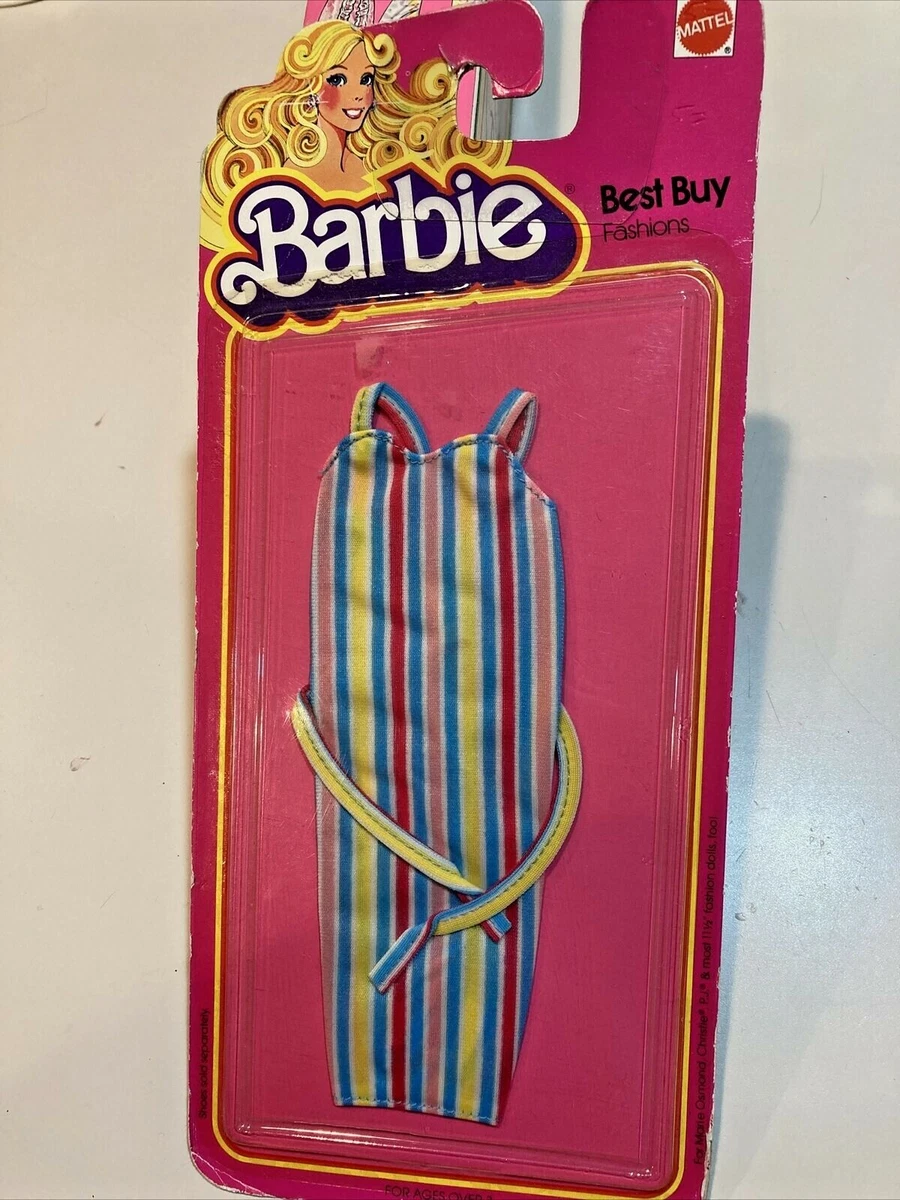 MATTEL
®
Barbie®
Best Buy
Fashions
Shoes sold separately.
For Marie Osmond, Christie® P.J.® & most 11½" fashion dolls, too!
FOR AGES OVER